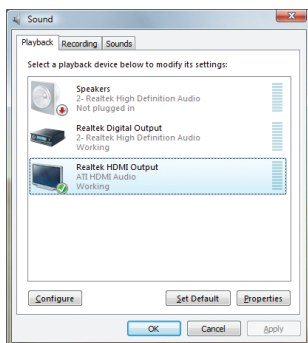 Sound
Playback Recording Sounds
Select a playback device below to modify its settings:
Speakers
2- Realtek High Definition Audio
Not plugged in
Realtek Digital Output
2- Realtek High Definition Audio
Working
Realtek HDMI Output
ATI HDMI Audio
Working
Configure Set Default Properties
OK Cancel Apply